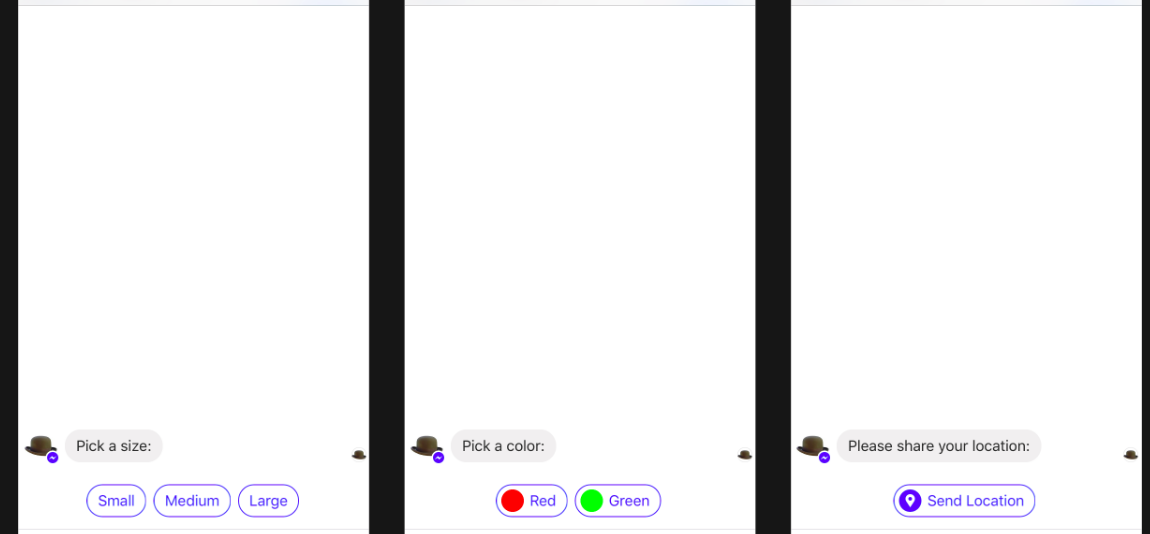 Pick a size:
Small Medium Large
Pick a color:
Red Green
Please share your location:
Send Location